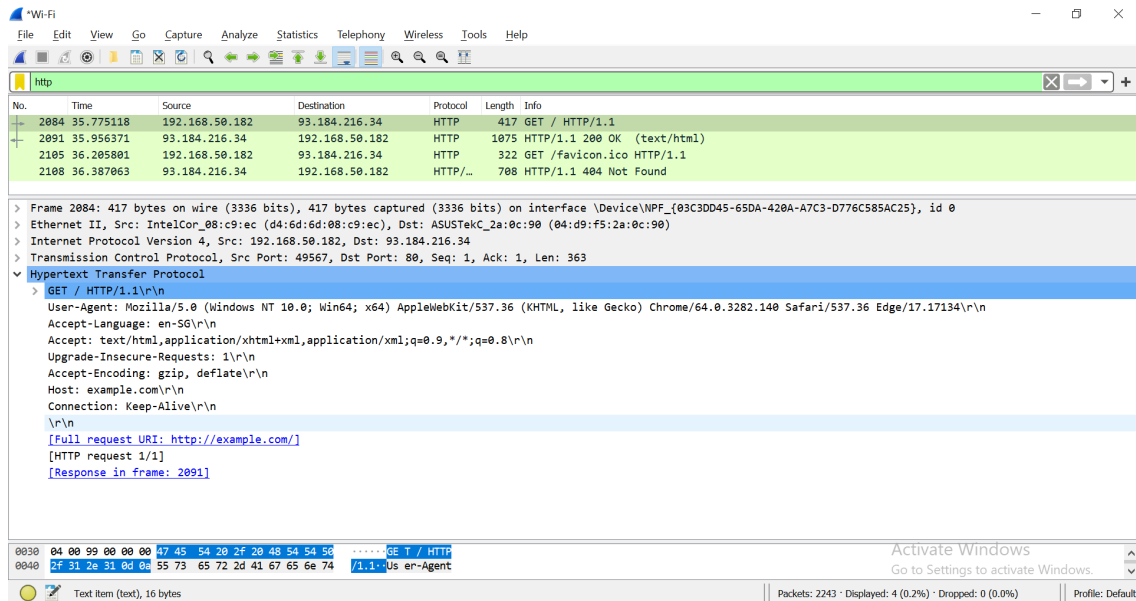 *Wi-Fi
File Edit View Go Capture Analyze Statistics Telephony Wireless Tools Help
http
No. Time Source Destination Protocol Length Info
2084 35.775118 192.168.50.182 93.184.216.34 HTTP 417 GET / HTTP/1.1
2091 35.956371 93.184.216.34 192.168.50.182 HTTP 1075 HTTP/1.1 200 OK (text/html)
2105 36.205801 192.168.50.182 93.184.216.34 HTTP 322 GET /favicon.ico HTTP/1.1
2108 36.387063 93.184.216.34 192.168.50.182 HTTP/… 708 HTTP/1.1 404 Not Found
Frame 2084: 417 bytes on wire (3336 bits), 417 bytes captured (3336 bits) on interface \Device\NPF_{03C3DD45-65DA-420A-A7C3-D776C585AC25}, id 0
Ethernet II, Src: IntelCor_08:c9:ec (d4:6d:6d:08:c9:ec), Dst: ASUSTekC_2a:0c:90 (04:d9:f5:2a:0c:90)
Internet Protocol Version 4, Src: 192.168.50.182, Dst: 93.184.216.34
Transmission Control Protocol, Src Port: 49567, Dst Port: 80, Seq: 1, Ack: 1, Len: 363
Hypertext Transfer Protocol
GET / HTTP/1.1\r\n
User-Agent: Mozilla/5.0 (Windows NT 10.0; Win64; x64) AppleWebKit/537.36 (KHTML, like Gecko) Chrome/64.0.3282.140 Safari/537.36 Edge/17.17134\r\n
Accept-Language: en-SG\r\n
Accept: text/html,application/xhtml+xml,application/xml;q=0.9,*/*;q=0.8\r\n
Upgrade-Insecure-Requests: 1\r\n
Accept-Encoding: gzip, deflate\r\n
Host: example.com\r\n
Connection: Keep-Alive\r\n
\r\n
[Full request URI: http://example.com/]
[HTTP request 1/1]
[Response in frame: 2091]
0030 04 00 99 00 00 00 47 45 54 20 2f 20 48 54 54 50 ······GE T / HTTP
0040 2f 31 2e 31 0d 0a 55 73 65 72 2d 41 67 65 6e 74 /1.1··Us er-Agent
Activate Windows
Go to Settings to activate Windows.
Text item (text), 16 bytes Packets: 2243 · Displayed: 4 (0.2%) · Dropped: 0 (0.0%) Profile: Default